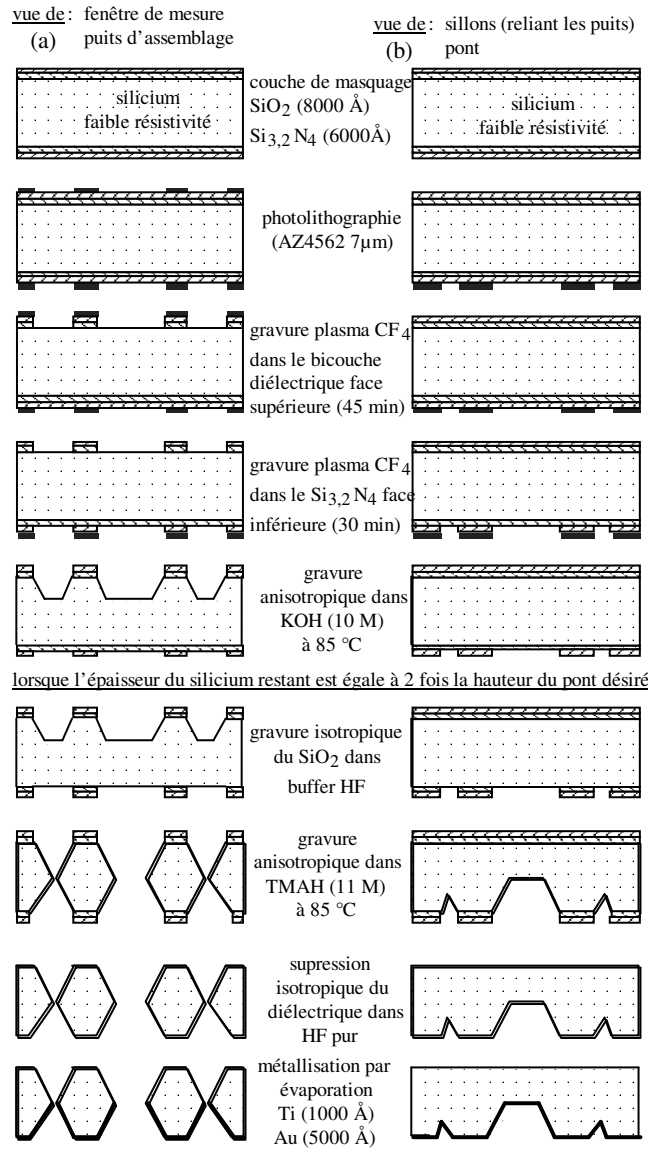 vue de: fenêtre de mesure
puits d'assemblage
(a)
vue de: sillons (reliant les puits)
pont
(b)
silicium
faible résistivité
couche de masquage
SiO2 (8000 Å)
Si3,2 N4 (6000Å)
silicium
faible résistivité
photolithographie
(AZ4562 7µm)
gravure plasma CF4
dans le bicouche
diélectrique face
supérieure (45 min)
gravure plasma CF4
dans le Si3,2N4 face
inférieure (30 min)
gravure
anisotropique dans
KOH (10 M)
à 85 °C
lorsque l'épaisseur du silicium restant est égale à 2 fois la hauteur du pont désiré
gravure isotropique
du SiO2 dans
buffer HF
gravure
anisotropique dans
TMAH (11 M)
à 85 °C
supression
isotropique du
diélectrique dans
HF pur
métallisation par
évaporation
Ti (1000 Å)
Au (5000 Å)